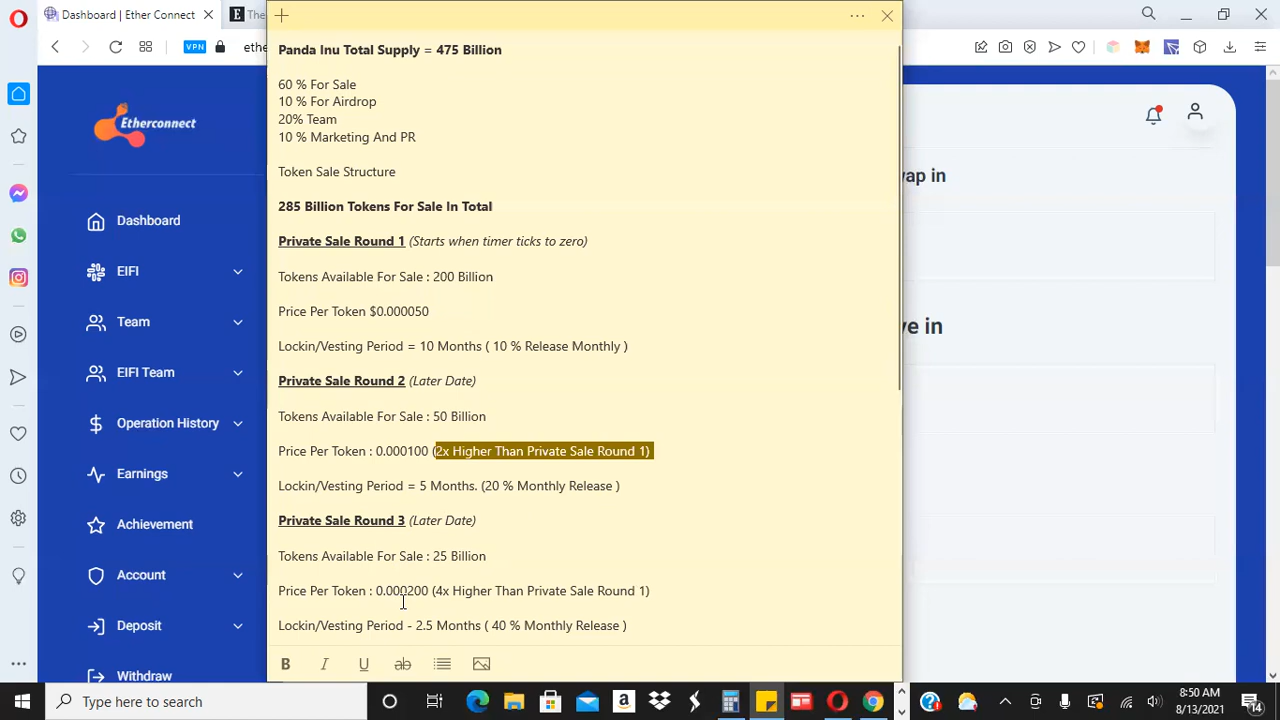 Dashboard | Ether Connect
E The
VPN
ethe
Etherconnect
Dashboard
EIFI
Team
EIFI Team
Operation History
Earnings
Achievement
Account
Deposit
Withdraw
Panda Inu Total Supply = 475 Billion
60 % For Sale
10 % For Airdrop
20% Team
10 % Marketing And PR
Token Sale Structure
285 Billion Tokens For Sale In Total
Private Sale Round 1 (Starts when timer ticks to zero)
Tokens Available For Sale : 200 Billion
Price Per Token $0.000050
Lockin/Vesting Period = 10 Months ( 10 % Release Monthly )
Private Sale Round 2 (Later Date)
Tokens Available For Sale : 50 Billion
Price Per Token : 0.000100 (2x Higher Than Private Sale Round 1)
Lockin/Vesting Period = 5 Months. (20 % Monthly Release )
Private Sale Round 3 (Later Date)
Tokens Available For Sale : 25 Billion
Price Per Token : 0.000200 (4x Higher Than Private Sale Round 1)
Lockin/Vesting Period - 2.5 Months ( 40 % Monthly Release )
B I U ab
vap in
ve in
Type here to search
8:50 AM
8/13/2021
14